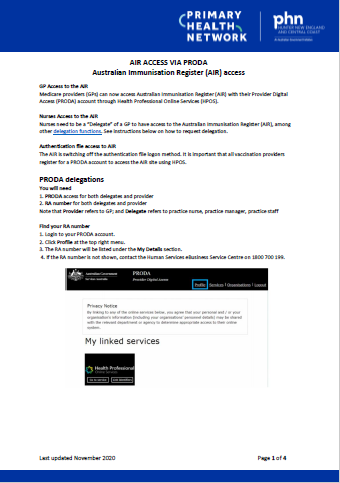 PRIMARY
HEALTH
NETWORK
phn
HUNTER NEW ENGLAND
AND CENTRAL COAST
AIR ACCESS VIA PRODA
Australian Immunisation Register (AIR) access
GP Access to the AIR
Medicare providers (GPs) can now access Australian Immunisation Register (AIR) with their Provider Digital
Access (PRODA) account through Health Professional Online Services (HPOS).
Nurses Access to the AIR
Nurses need to be a "Delegate" of a GP to have access to the Australian Immunisation Register (AIR), among
other delegation functions. See instructions below on how to request delegation.
Authentication file access to AIR
The AIR is switching off the authentication file logon method. It is important that all vaccination providers
register for a PRODA account to access the AIR site using HPOS.
PRODA delegations
You will need
1. PRODA access for both delegates and provider
2. RA number for both delegates and provider
Note that Provider refers to GP; and Delegate refers to practice nurse, practice manager, practice staff
Find your RA number
1. Login to your PRODA account.
2. Click Profile at the top right menu.
3. The RA number will be listed under the My Details section.
4. If the RA number is not shown, contact the Human Services eBusiness Service Centre on 1800 700 199.
Australian Government
PRODA
Provider Digital Access
Profile | Services | Organisations | Logout
Privacy Notice
By linking to any of the online services below, you agree that your personal and / or your
organisation's information (including your organisations' personal details) may be shared
with the relevant department or agency to determine appropriate access to their online
system.
My linked services
Health Professional
Online Services
Last updated November 2020
Page 1 of 4